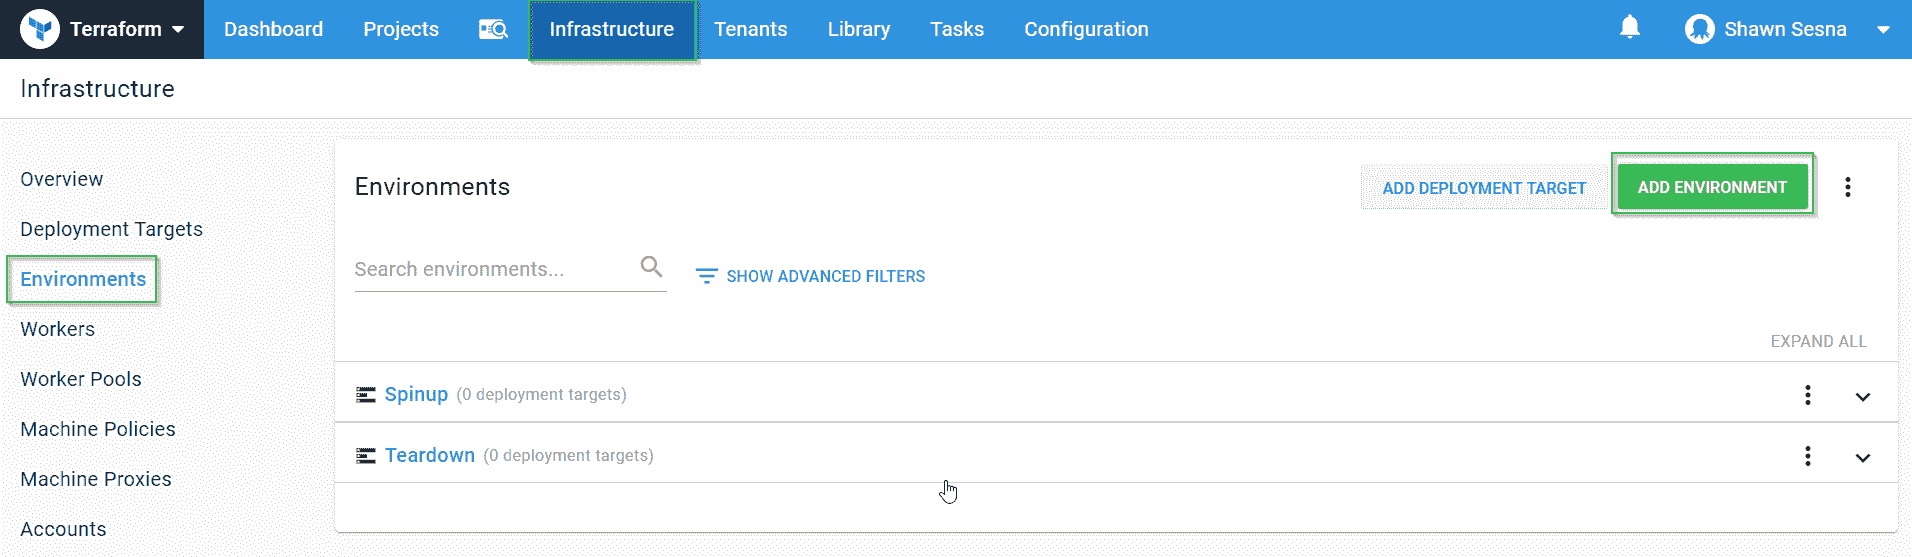 Terraform Dashboard Projects Infrastructure Tenants Library Tasks Configuration Shawn Sesna
Infrastructure
Overview
Deployment Targets
Environments
Workers
Worker Pools
Machine Policies
Machine Proxies
Accounts
Environments ADD DEPLOYMENT TARGET ADD ENVIRONMENT
Search environments... SHOW ADVANCED FILTERS
EXPAND ALL
Spinup (0 deployment targets)
Teardown (0 deployment targets)